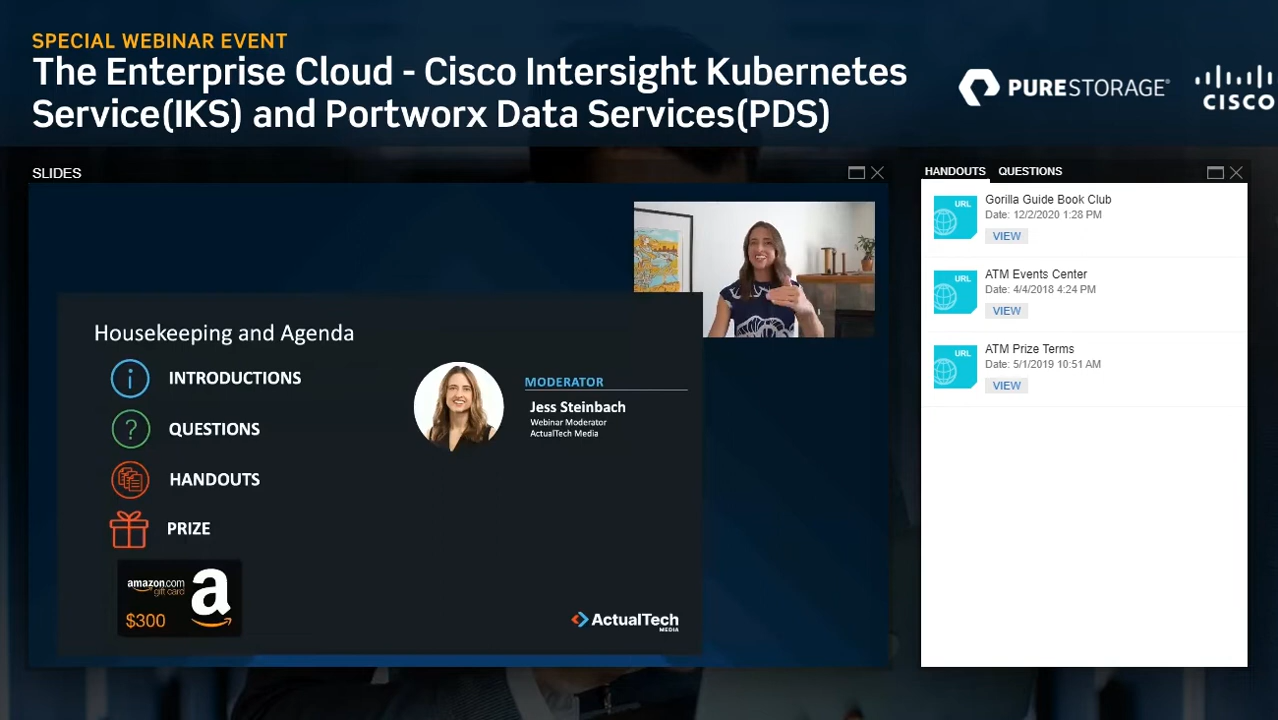 SPECIAL WEBINAR EVENT
The Enterprise Cloud - Cisco Intersight Kubernetes
Service(IKS) and Portworx Data Services(PDS)
PURESTORAGE®
CISCO
SLIDES
Housekeeping and Agenda
INTRODUCTIONS
QUESTIONS
HANDOUTS
PRIZE
amazon.com
gift card
a
$300
MODERATOR
Jess Steinbach
Webinar Moderator
ActualTech Media
ActualTech
MEDIA
HANDOUTS QUESTIONS
URL
Gorilla Guide Book Club
Date: 12/2/2020 1:28 PM
VIEW
URL
ATM Events Center
Date: 4/4/2018 4:24 PM
VIEW
URL
ATM Prize Terms
Date: 5/1/2019 10:51 AM
VIEW